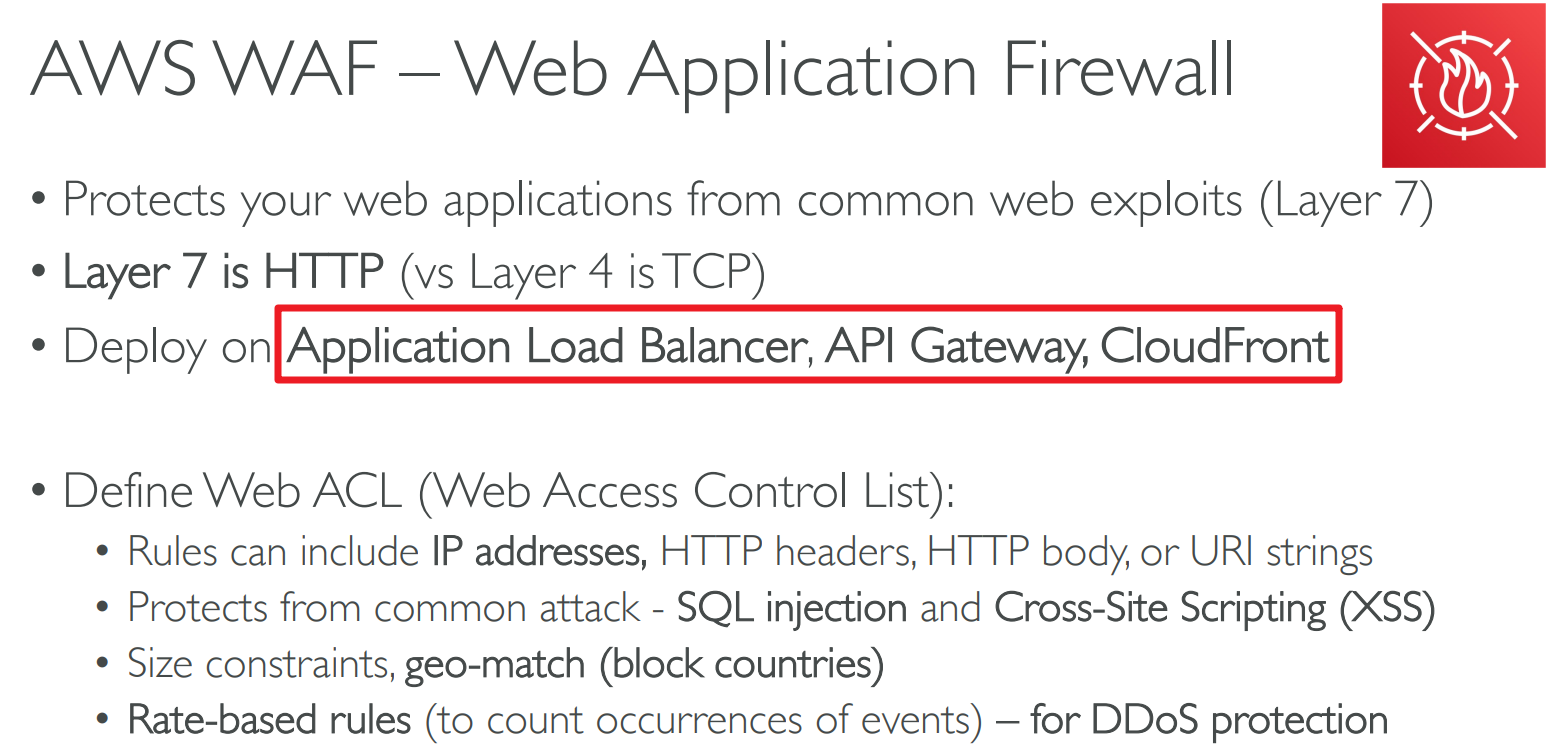 AWS WAF – Web Application Firewall
• Protects your web applications from common web exploits (Layer 7)
• Layer 7 is HTTP (vs Layer 4 is TCP)
• Deploy on Application Load Balancer, API Gateway, CloudFront
• Define Web ACL (Web Access Control List):
• Rules can include IP addresses, HTTP headers, HTTP body, or URI strings
• Protects from common attack - SQL injection and Cross-Site Scripting (XSS)
• Size constraints, geo-match (block countries)
• Rate-based rules (to count occurrences of events) – for DDoS protection